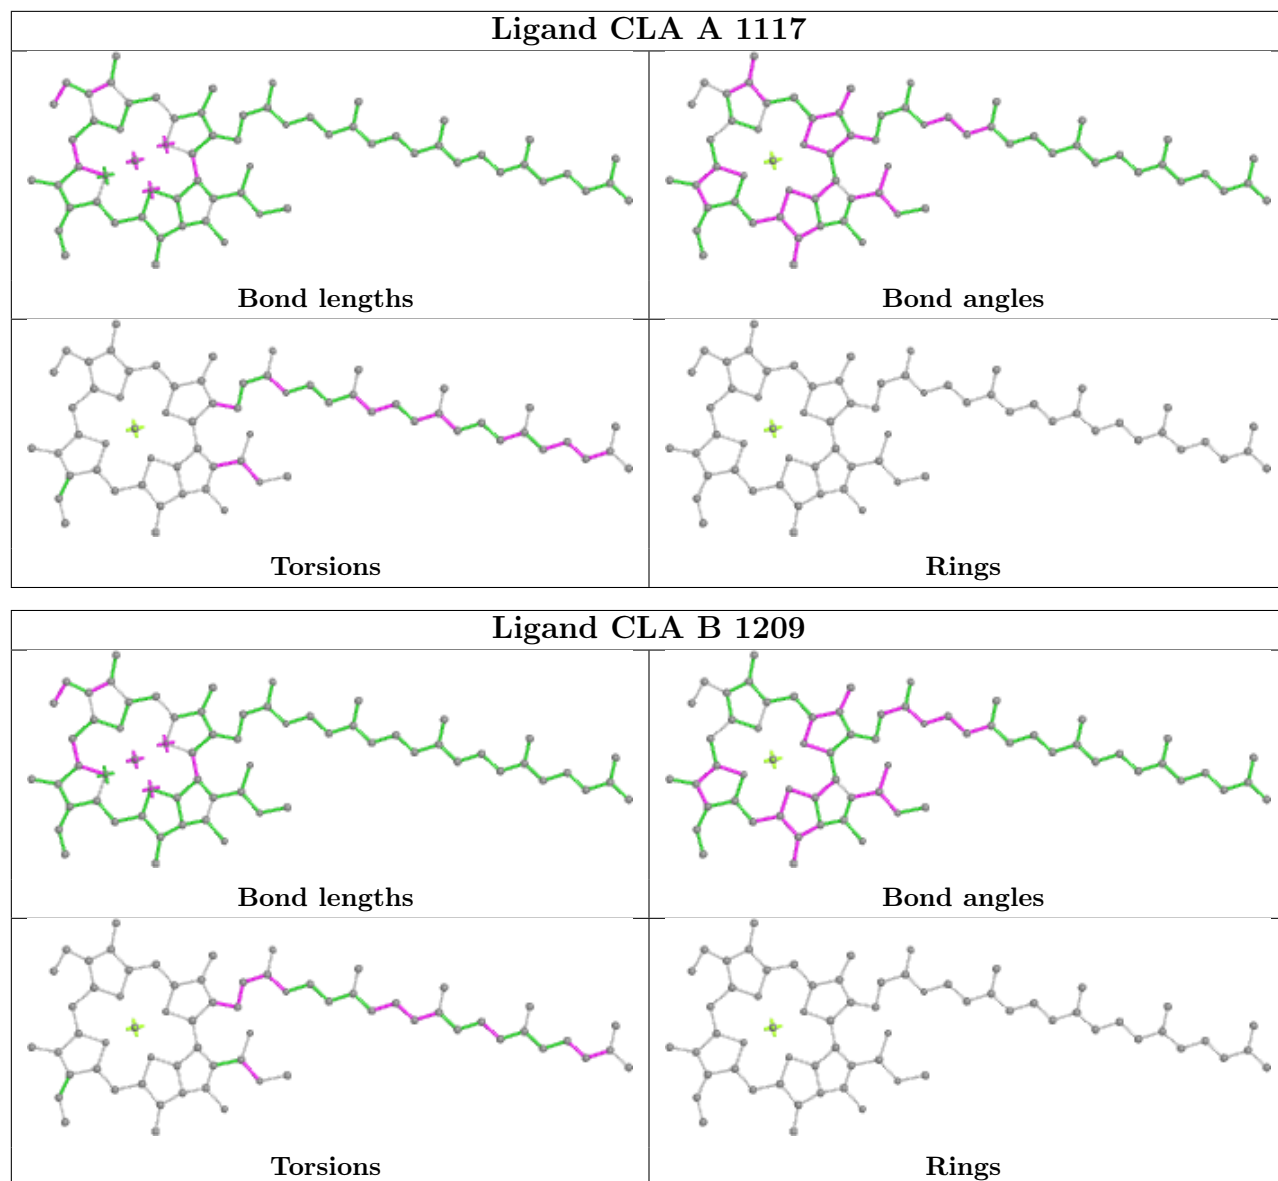 Ligand CLA A 1117
Bond lengths
Bond angles
Torsions
Rings
Ligand CLA B 1209
Bond lengths
Bond angles
Torsions
Rings